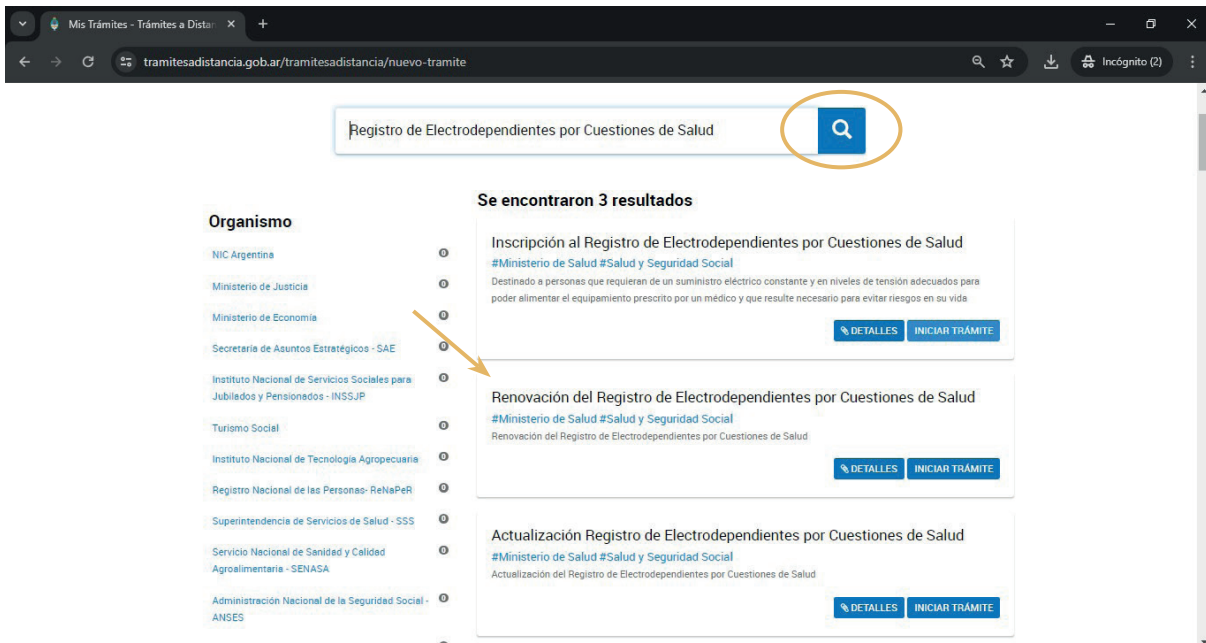 Mis Trámites - Trámites a Distan
tramitesadistancia.gob.ar/tramitesadistancia/nuevo-tramite
Incógnito (2)
Registro de Electrodependientes por Cuestiones de Salud
Organismo
NIC Argentina 0
Ministerio de Justicia 0
Ministerio de Economía 0
Secretaría de Asuntos Estratégicos - SAE 0
Instituto Nacional de Servicios Sociales para 0
Jubilados y Pensionados - INSSJP
Turismo Social 0
Instituto Nacional de Tecnología Agropecuaria 0
Registro Nacional de las Personas- ReNaPeR 0
Superintendencia de Servicios de Salud - SSS 0
Servicio Nacional de Sanidad y Calidad 0
Agroalimentaria - SENASA
Administración Nacional de la Seguridad Social - 0
ANSES
Se encontraron 3 resultados
Inscripción al Registro de Electrodependientes por Cuestiones de Salud
#Ministerio de Salud #Salud y Seguridad Social
Destinado a personas que requieran de un suministro eléctrico constante y en niveles de tensión adecuados para
poder alimentar el equipamiento prescrito por un médico y que resulte necesario para evitar riesgos en su vida
DETALLES INICIAR TRÁMITE
Renovación del Registro de Electrodependientes por Cuestiones de Salud
#Ministerio de Salud #Salud y Seguridad Social
Renovación del Registro de Electrodependientes por Cuestiones de Salud
DETALLES INICIAR TRÁMITE
Actualización Registro de Electrodependientes por Cuestiones de Salud
#Ministerio de Salud #Salud y Seguridad Social
Actualización del Registro de Electrodependientes por Cuestiones de Salud
DETALLES INICIAR TRÁMITE